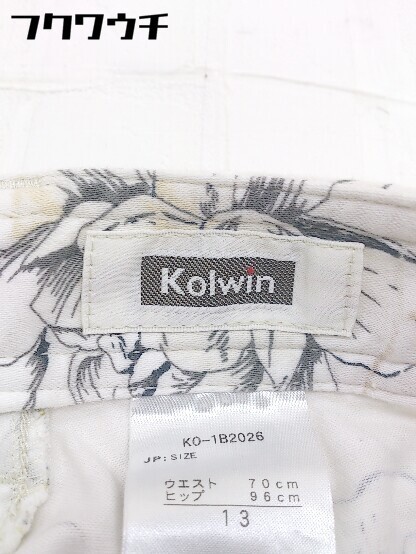 フクワウチ
Kolwin
KO-1B2026
JP: SIZE
ウエスト 70cm
ヒップ 96cm
13